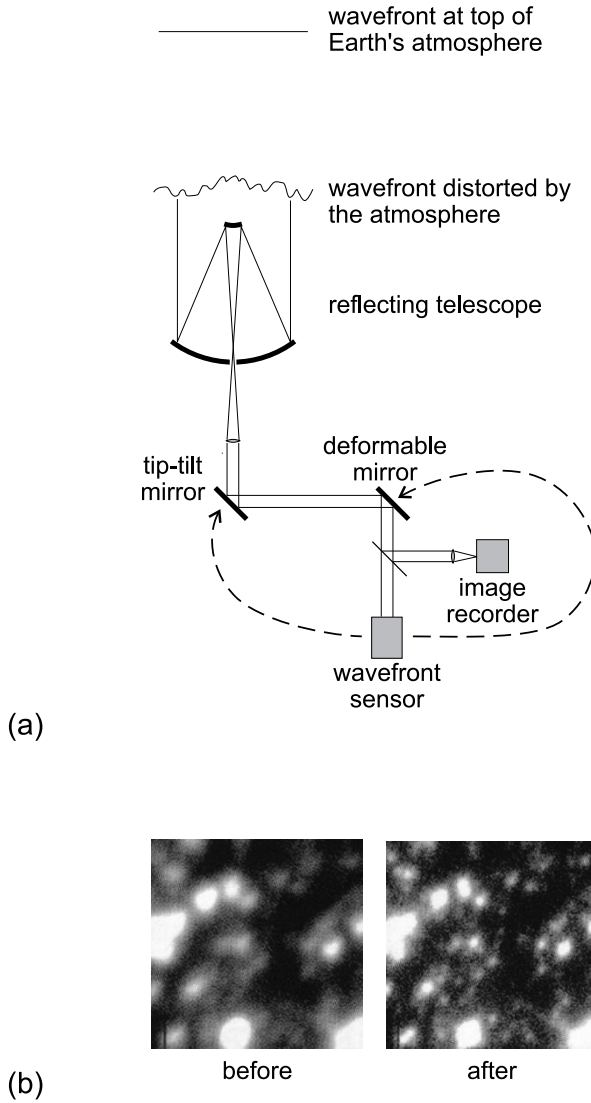 wavefront at top of
Earth's atmosphere
wavefront distorted by
the atmosphere
reflecting telescope
deformable
mirror
tip-tilt
mirror
image
recorder
wavefront
sensor
(a)
before
after
(b)